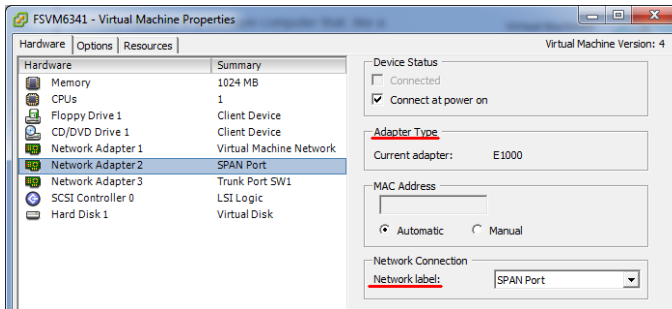 FSVM6341 - Virtual Machine Properties
Hardware Options Resources Virtual Machine Version: 4
Hardware Summary
Memory 1024 MB
CPUs 1
Floppy Drive 1 Client Device
CD/DVD Drive 1 Client Device
Network Adapter 1 Virtual Machine Network
Network Adapter 2 SPAN Port
Network Adapter 3 Trunk Port SW1
SCSI Controller 0 LSI Logic
Hard Disk 1 Virtual Disk
Device Status
Connected
Connect at power on
Adapter Type
Current adapter: E1000
MAC Address
Automatic Manual
Network Connection
Network label: SPAN Port